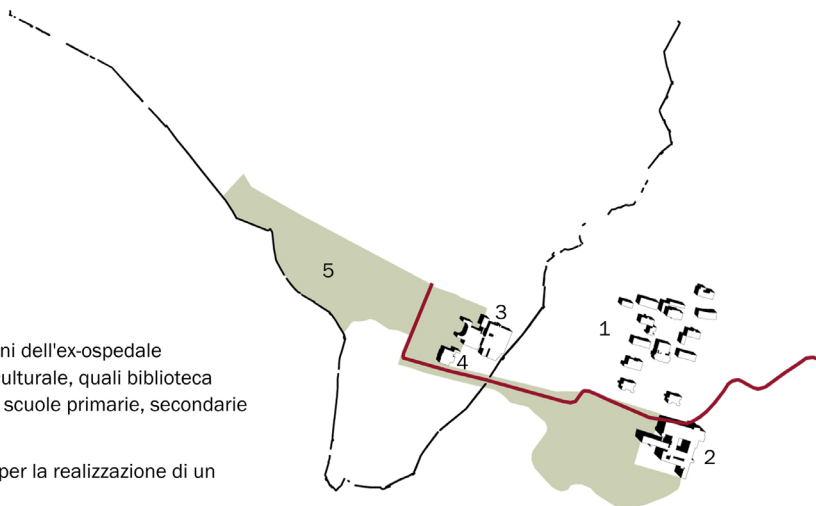 5
3
1
4
ni dell'ex-ospedale
culturale, quali biblioteca
scuole primarie, secondarie
2
per la realizzazione di un